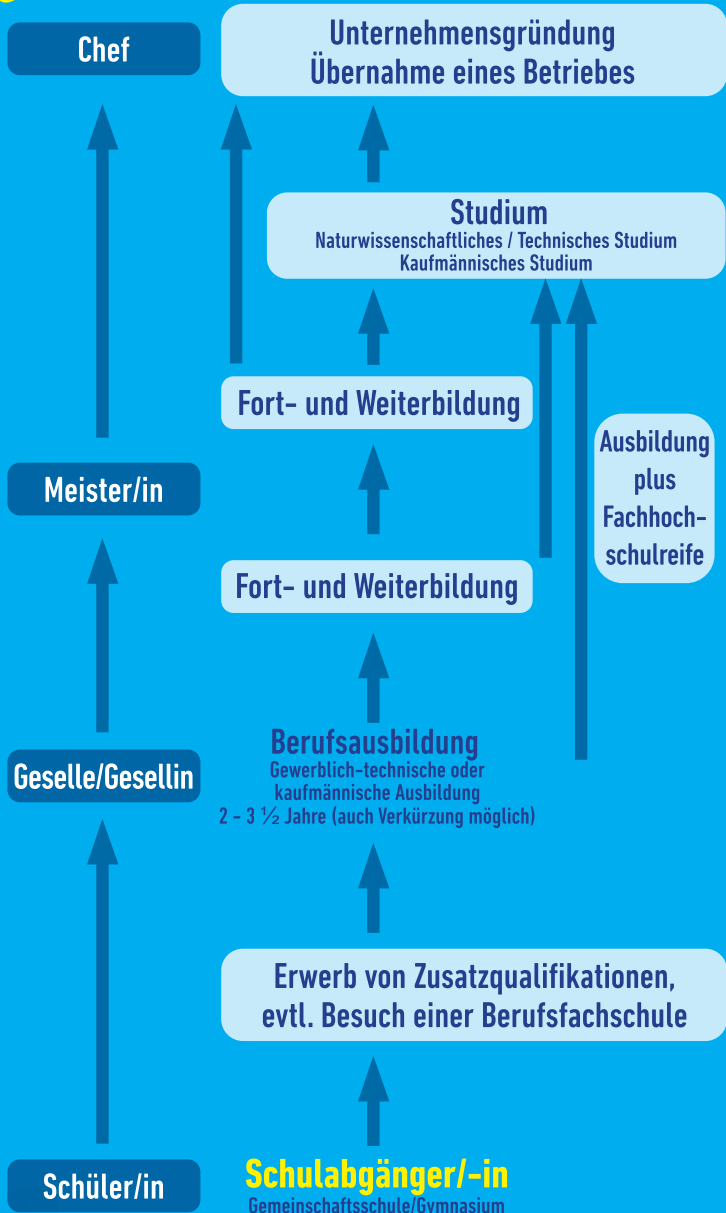 Chef
Unternehmensgründung
Übernahme eines Betriebes
Studium
Naturwissenschaftliches / Technisches Studium
Kaufmännisches Studium
Fort- und Weiterbildung
Ausbildung
plus
Fachhoch-
schulreife
Meister/in
Fort- und Weiterbildung
Berufsausbildung
Gewerblich-technische oder
kaufmännische Ausbildung
2 - 3 ½ Jahre (auch Verkürzung möglich)
Geselle/Gesellin
Erwerb von Zusatzqualifikationen,
evtl. Besuch einer Berufsfachschule
Schüler/in
Schulabgänger/-in
Gemeinschaftsschule/Gymnasium